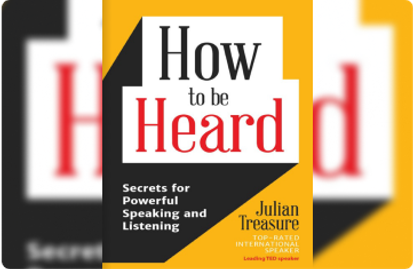 How
to be
Heard
Secrets for
Powerful
Speaking and
Listening
Julian
Treasure
TOP-RATED
INTERNATIONAL
SPEAKER
Leading TED speaker